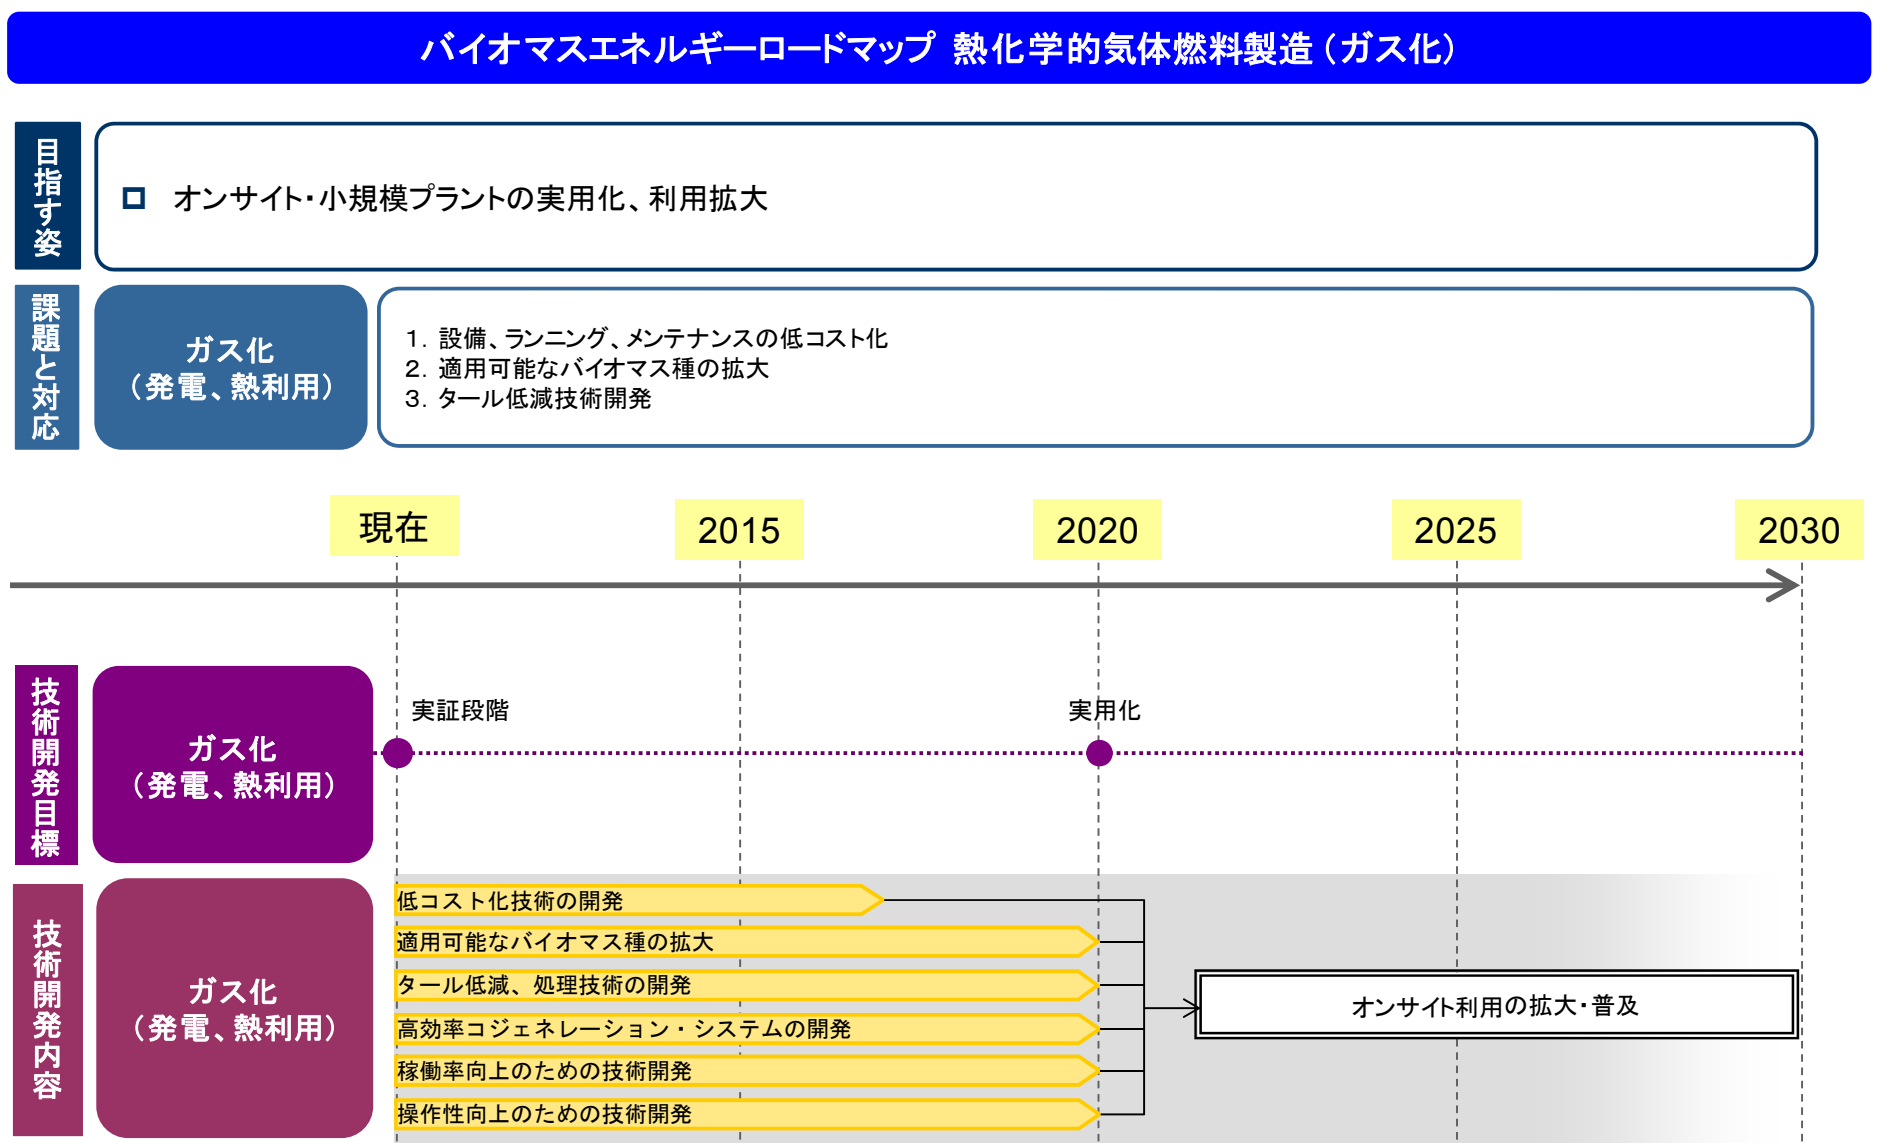 バイオマスエネルギーロードマップ 熱化学的気体燃料製造（ガス化）
目指す姿
オンサイト・小規模プラントの実用化、利用拡大
課題と対応
ガス化
（発電、熱利用）
１．設備、ランニング、メンテナンスの低コスト化
２．適用可能なバイオマス種の拡大
３．タール低減技術開発
現在
2015
2020
2025
2030
技術開発目標
ガス化
（発電、熱利用）
実証段階
実用化
技術開発内容
ガス化
（発電、熱利用）
低コスト化技術の開発
適用可能なバイオマス種の拡大
タール低減、処理技術の開発
高効率コジェネレーション・システムの開発
稼働率向上のための技術開発
操作性向上のための技術開発
オンサイト利用の拡大・普及